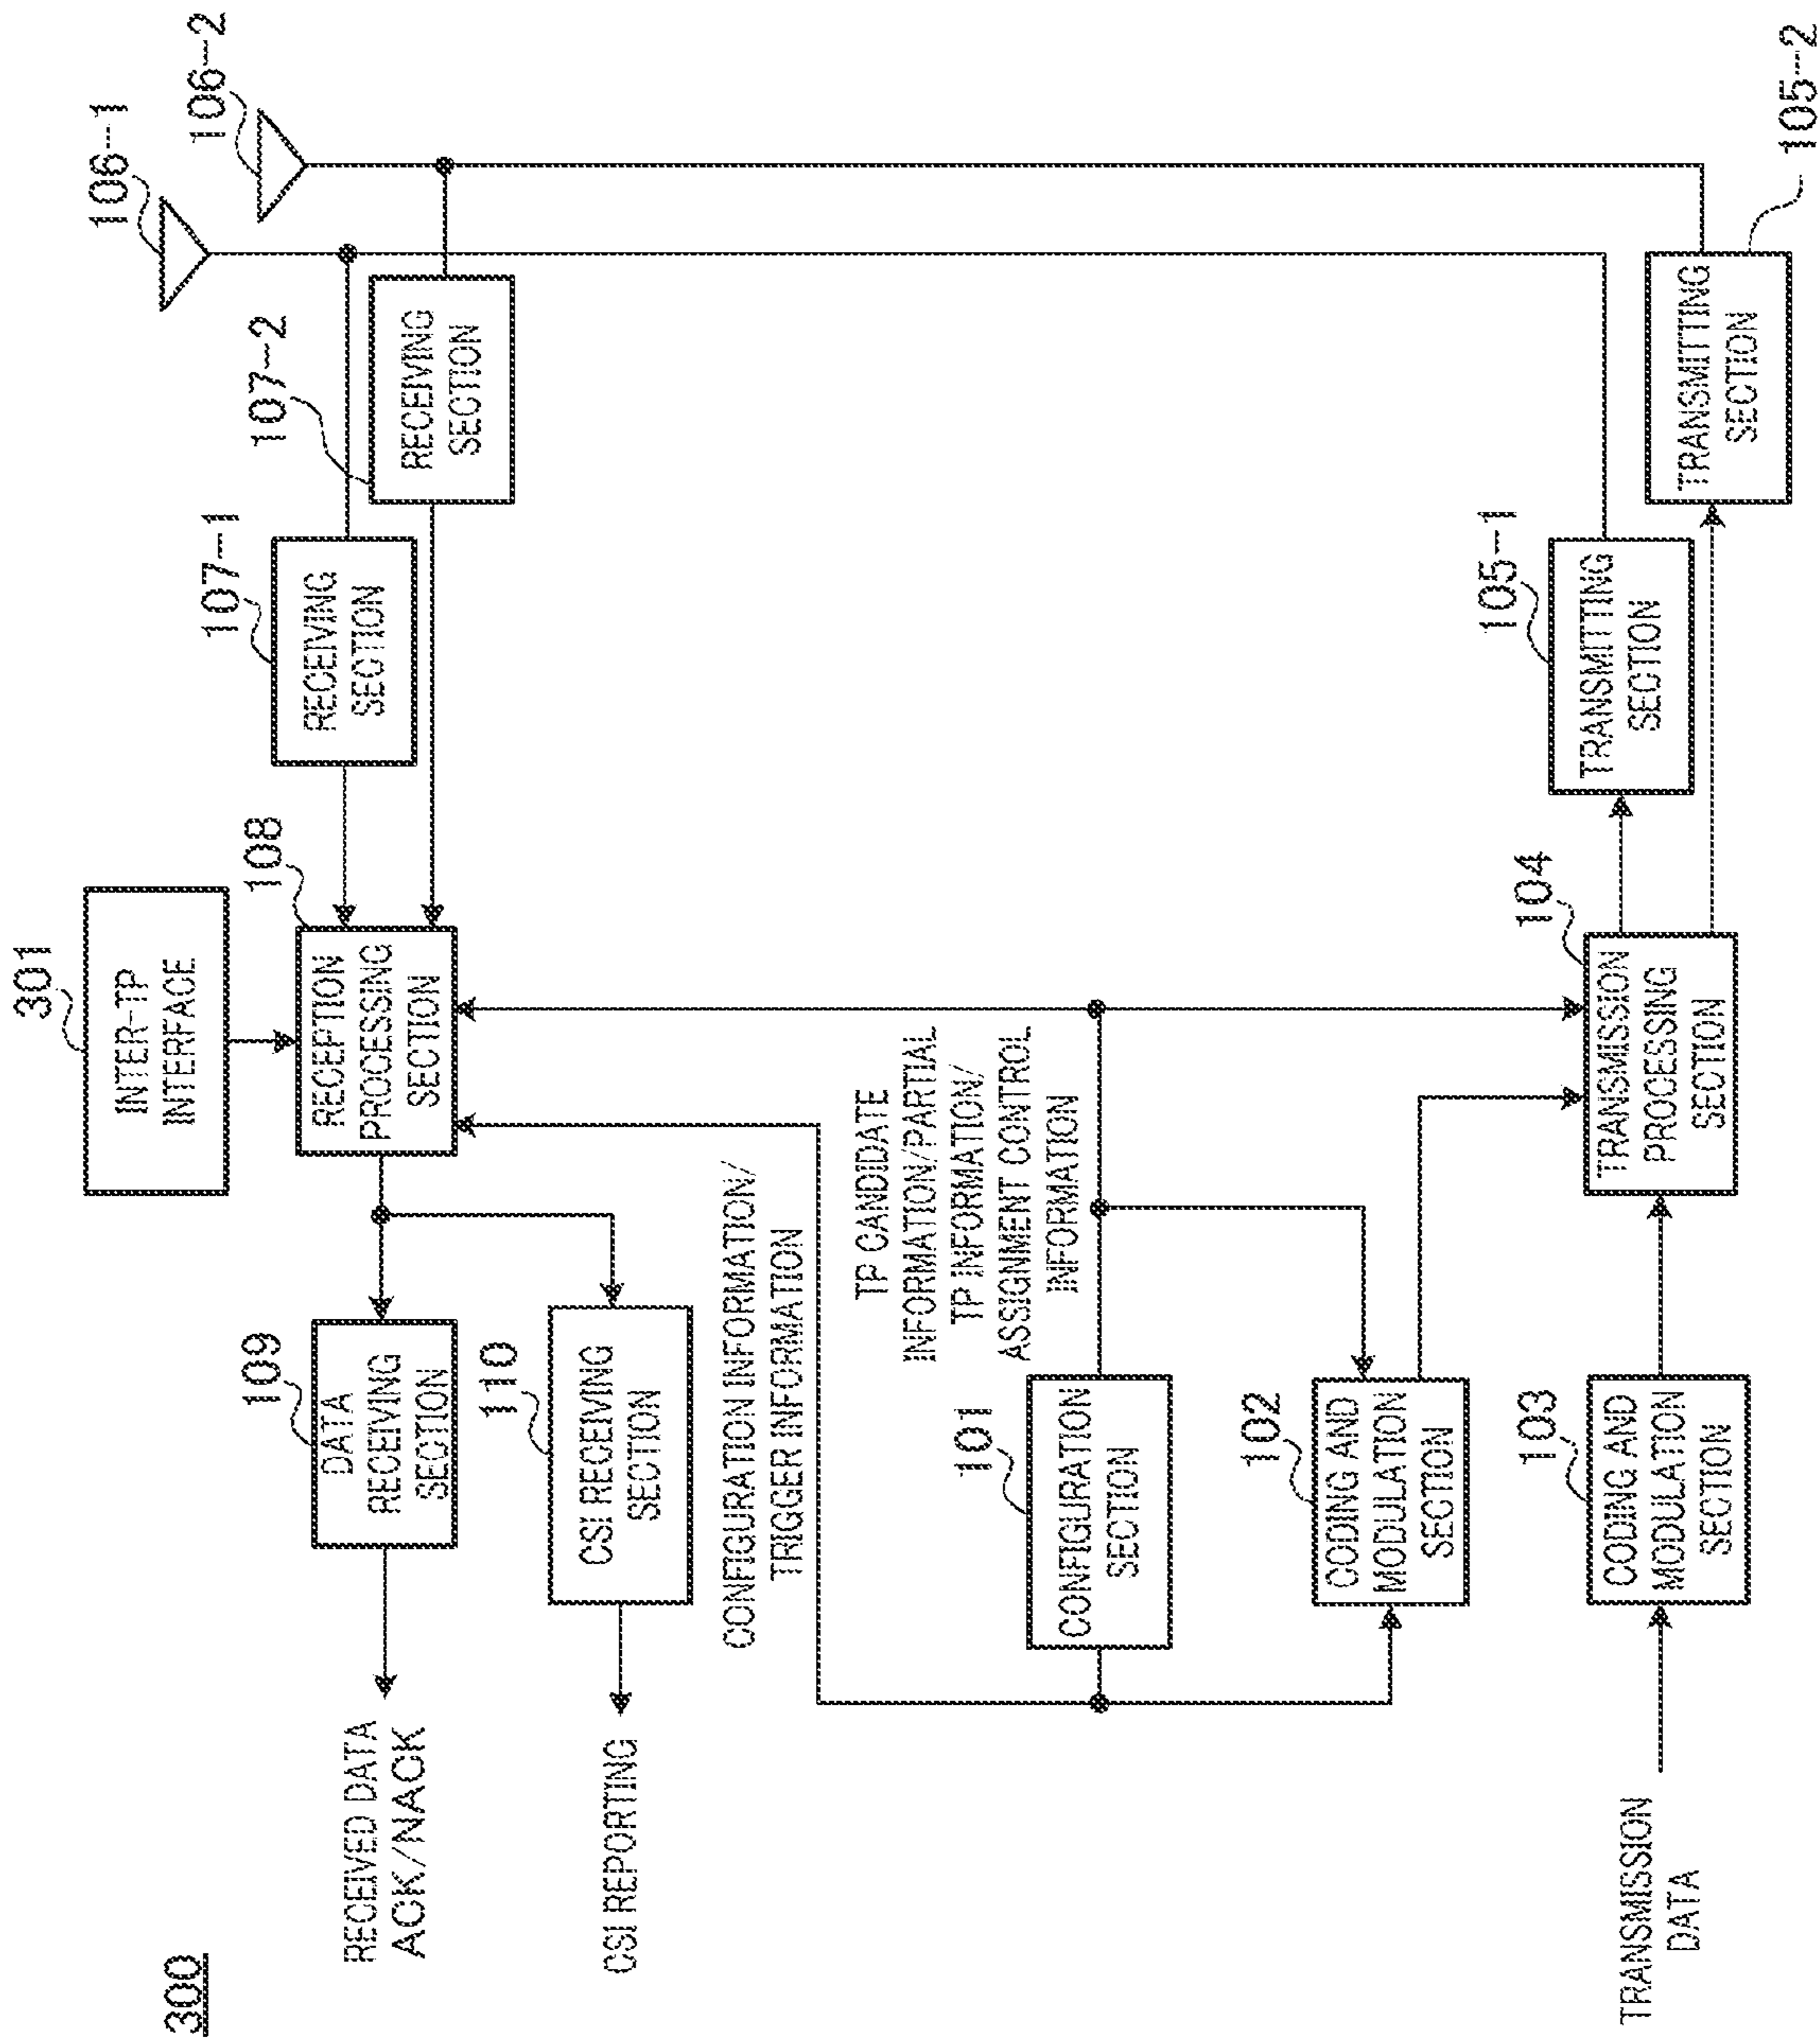 300
RECEIVED DATA
ACK/NACK
CSI REPORTING
TRANSMISSION
DATA
109
DATA
RECEIVING
SECTION
110
CSI RECEIVING
SECTION
CONFIGURATION INFORMATION/
TRIGGER INFORMATION
101
CONFIGURATION
SECTION
102
CODING AND
MODULATION
SECTION
103
CODING AND
MODULATION
SECTION
TP CANDIDATE
INFORMATION/PARTIAL
TP INFORMATION/
ASSIGNMENT CONTROL
INFORMATION
301
INTER-TP
INTERFACE
108
RECEPTION
PROCESSING
SECTION
104
TRANSMISSION
PROCESSING
SECTION
107-1
RECEIVING
SECTION
107-2
RECEIVING
SECTION
105-1
TRANSMITTING
SECTION
105-2
TRANSMITTING
SECTION
106-1
106-2